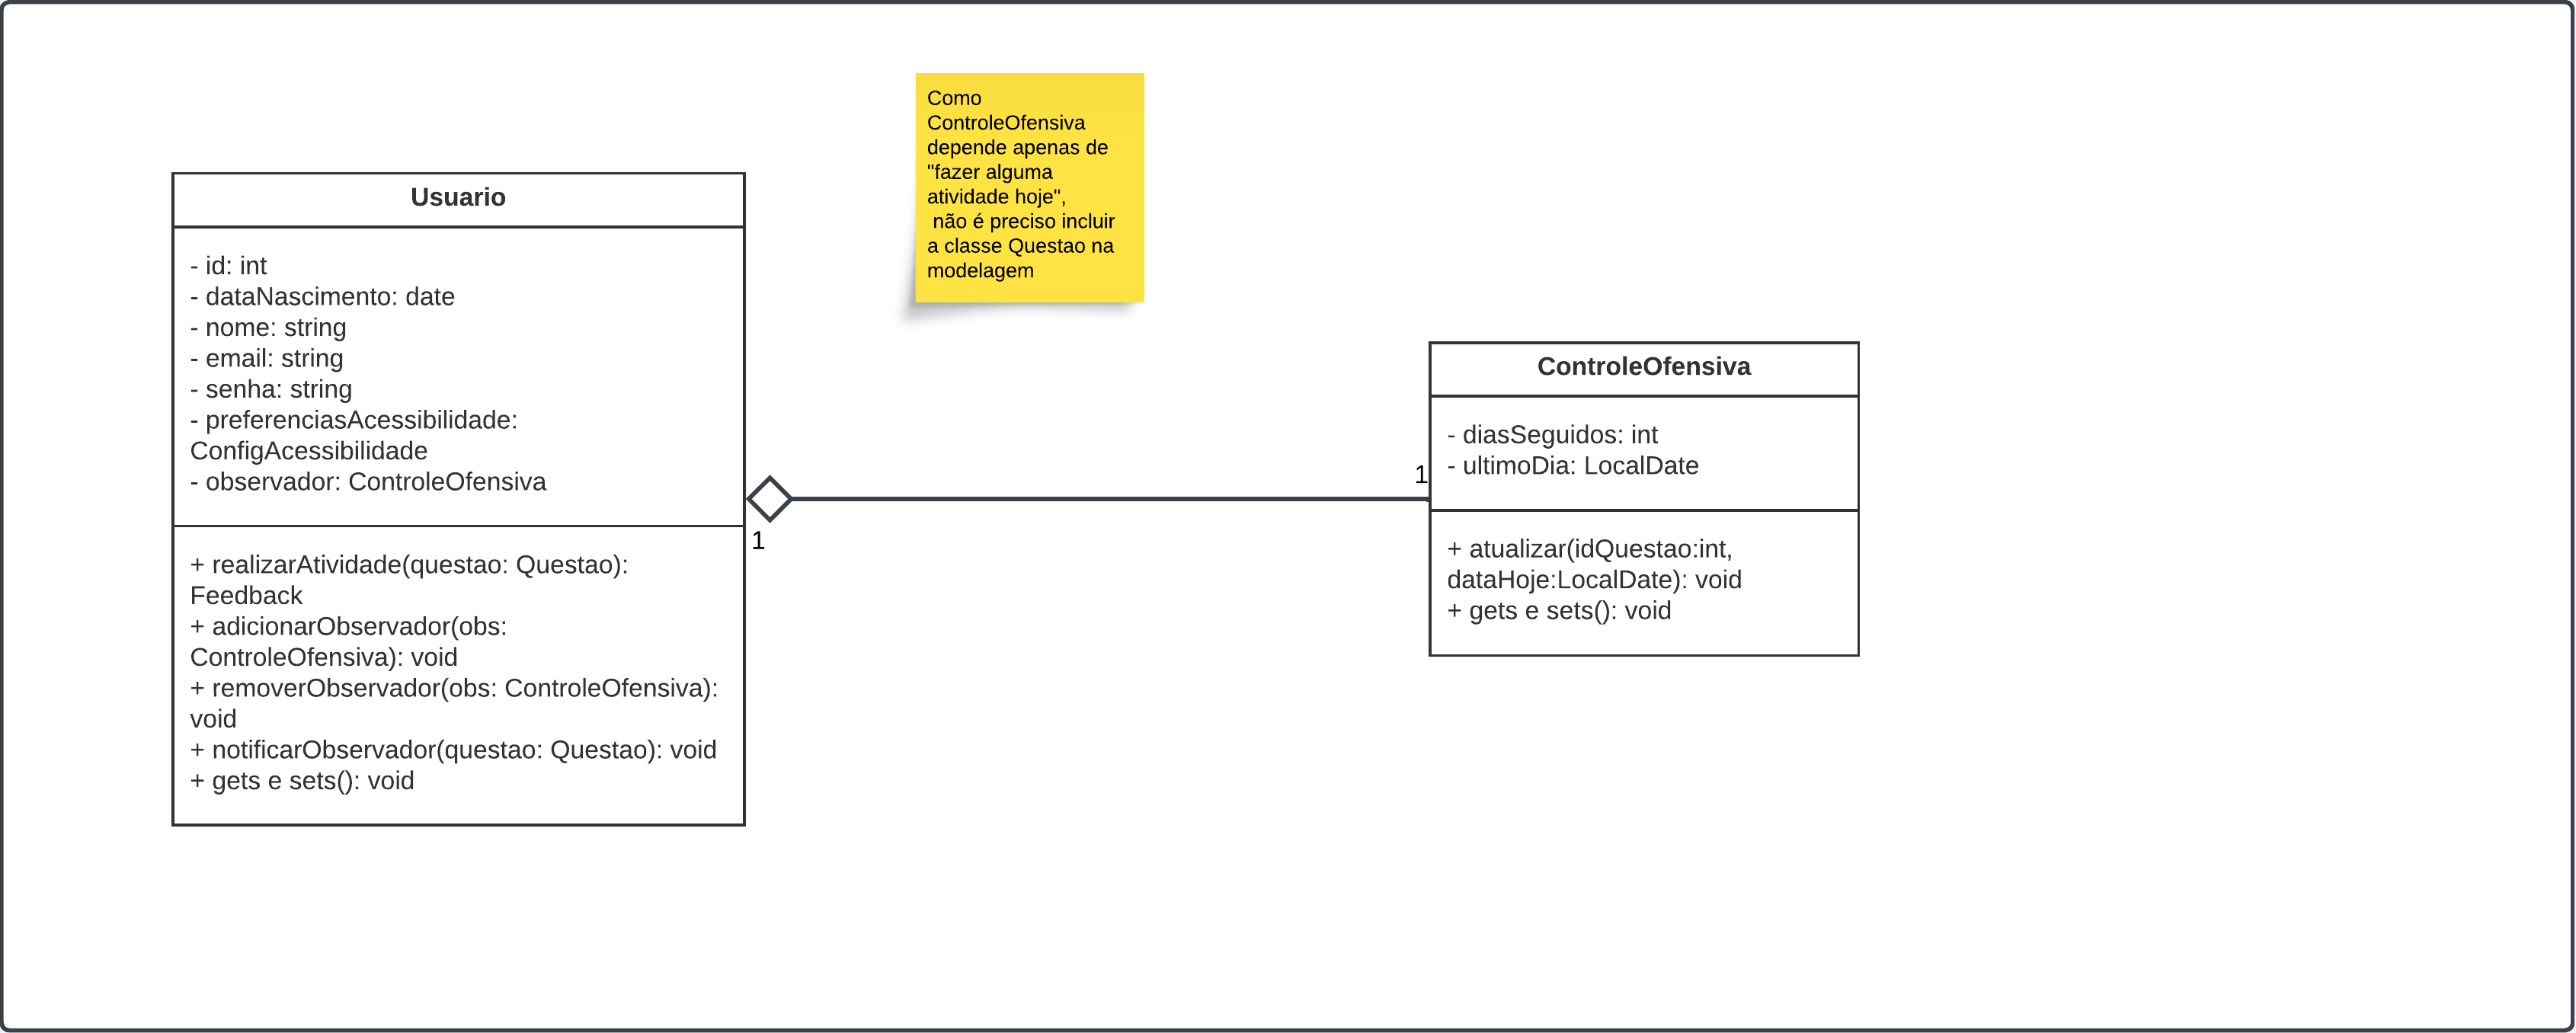 Como
ControleOfensiva
depende apenas de
"fazer alguma
atividade hoje",
não é preciso incluir
a classe Questao na
modelagem
Usuario
- id: int
- dataNascimento: date
- nome: string
- email: string
- senha: string
- preferenciasAcessibilidade:
ConfigAcessibilidade
- observador: ControleOfensiva
+ realizarAtividade(questao: Questao):
Feedback
+ adicionarObservador(obs:
ControleOfensiva): void
+ removerObservador(obs: ControleOfensiva):
void
+ notificarObservador(questao: Questao): void
+ gets e sets(): void
1
1
ControleOfensiva
- diasSeguidos: int
- ultimoDia: LocalDate
+ atualizar(idQuestao:int,
dataHoje:LocalDate): void
+ gets e sets(): void